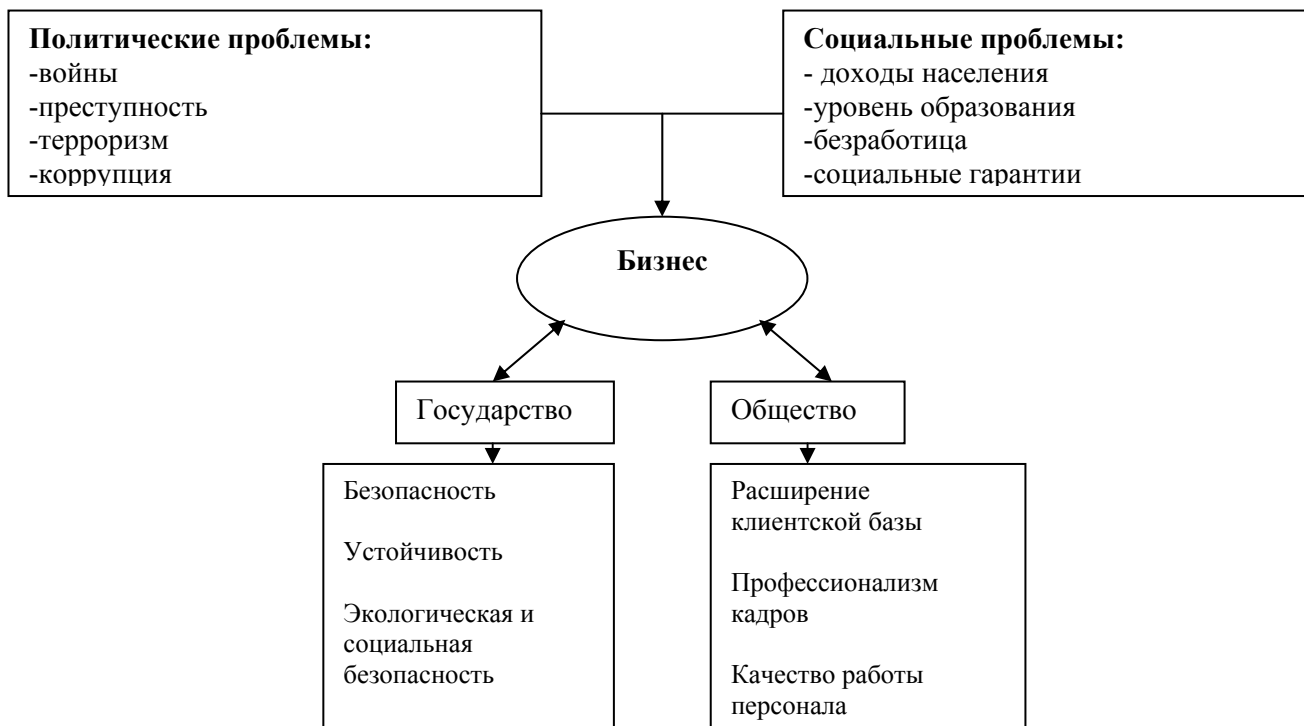 Политические проблемы:
-войны
-преступность
-терроризм
-коррупция
Социальные проблемы:
- доходы населения
-уровень образования
-безработица
-социальные гарантии
Бизнес
Государство
Общество
Безопасность
Устойчивость
Экологическая и
социальная
безопасность
Расширение
клиентской базы
Профессионализм
кадров
Качество работы
персонала